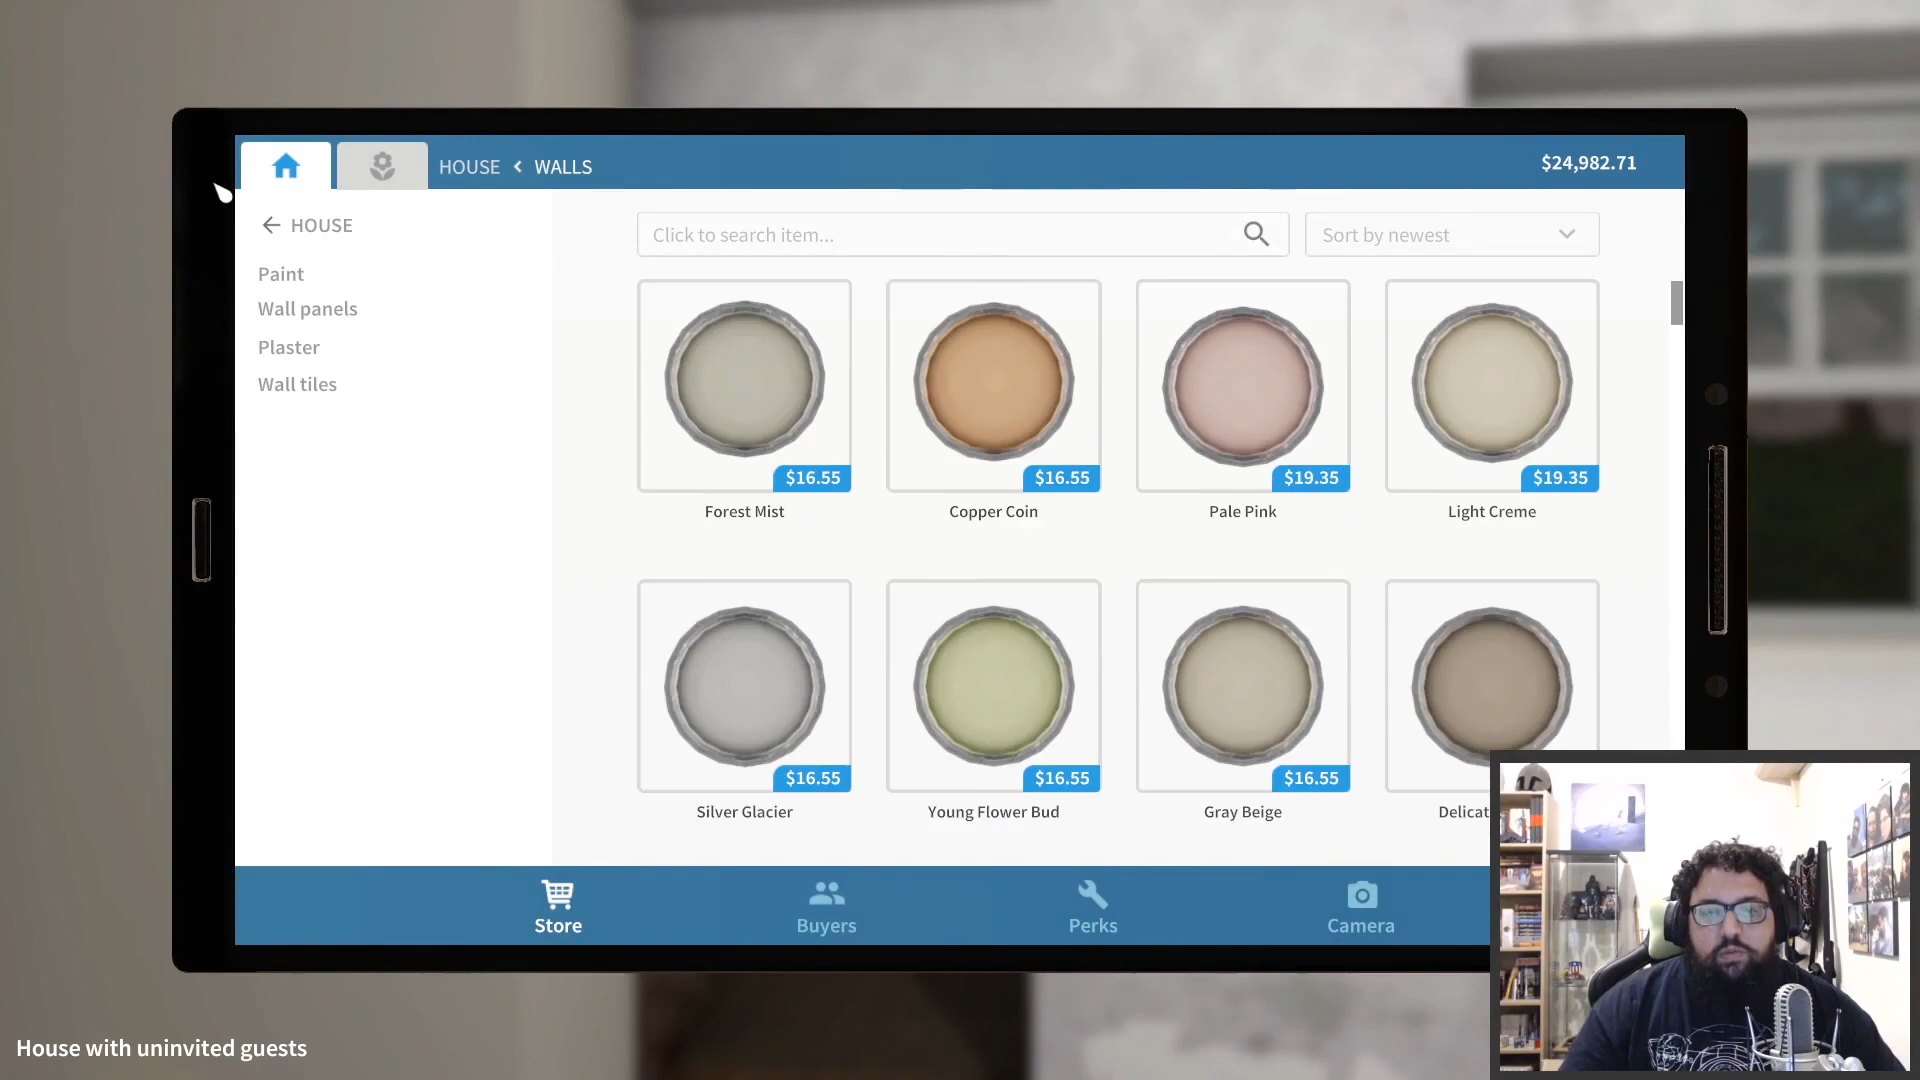 HOUSE < WALLS
$24,982.71
← HOUSE
Click to search item...
Sort by newest
Paint
Wall panels
Plaster
Wall tiles
$16.55
$16.55
$19.35
$19.35
Forest Mist
Copper Coin
Pale Pink
Light Creme
$16.55
$16.55
$16.55
Silver Glacier
Young Flower Bud
Gray Beige
Delicat
Store
Buyers
Perks
Camera
House with uninvited guests